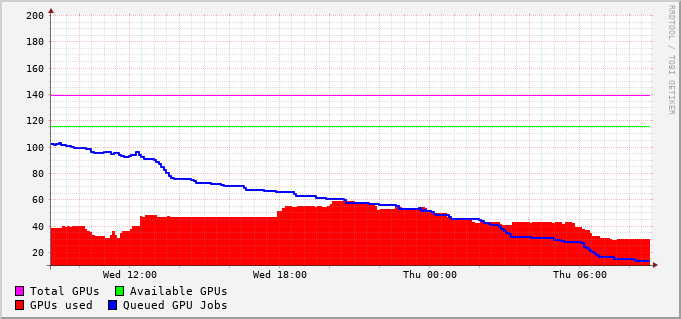 200
180
160
140
120
100
80
60
40
20
Wed 12:00 Wed 18:00 Thu 00:00 Thu 06:00
Total GPUs Available GPUs
GPUs used Queued GPU Jobs
RRDTOOL / TOBI OETIKER